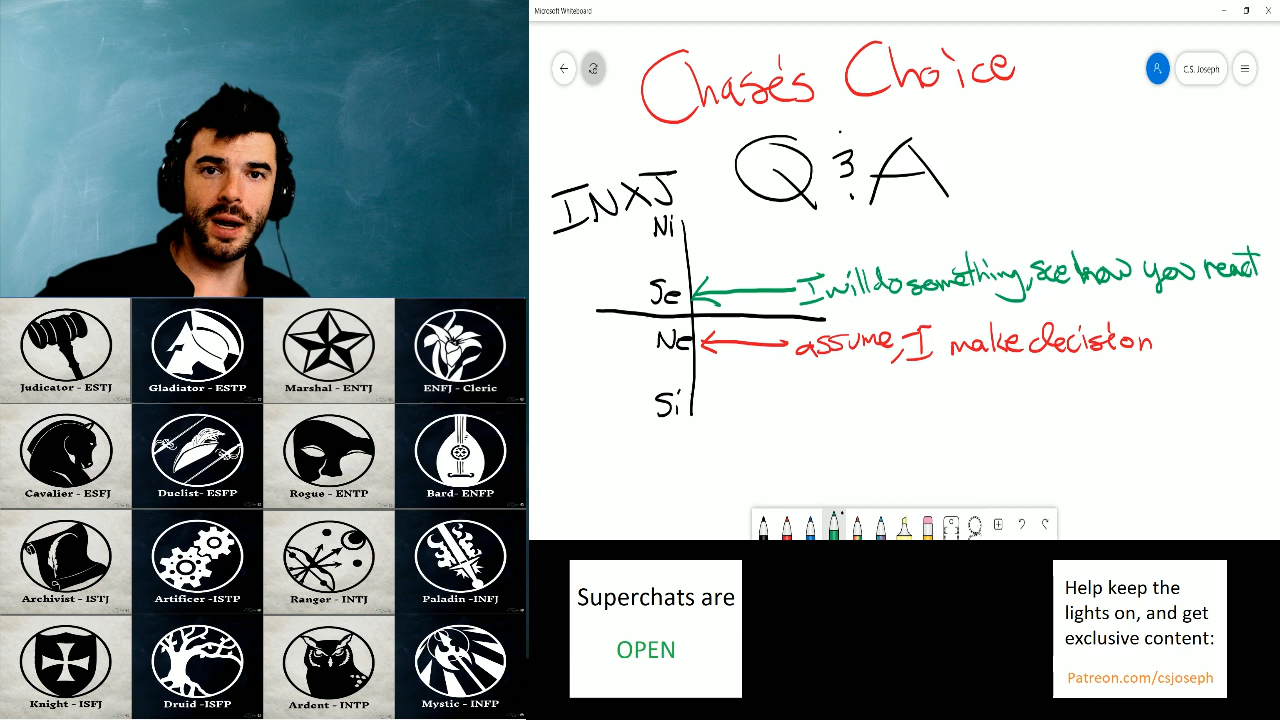 Microsoft Whiteboard
C.S. Joseph
Chase's Choice
Q & A
INXJ
Ni
Se
I will do something, see how you react
Ne
assume, I make decision
Si
Judicator - ESTJ
Gladiator - ESTP
Marshal - ENTJ
ENFJ - Cleric
Cavalier - ESFJ
Duelist- ESFP
Rogue - ENTP
Bard- ENFP
Archivist - ISTJ
Artificer -ISTP
Ranger - INTJ
Paladin -INFJ
Knight - ISFJ
Druid -ISFP
Ardent - INTP
Mystic - INFP
Superchats are
OPEN
Help keep the
lights on, and get
exclusive content:
Patreon.com/csjoseph